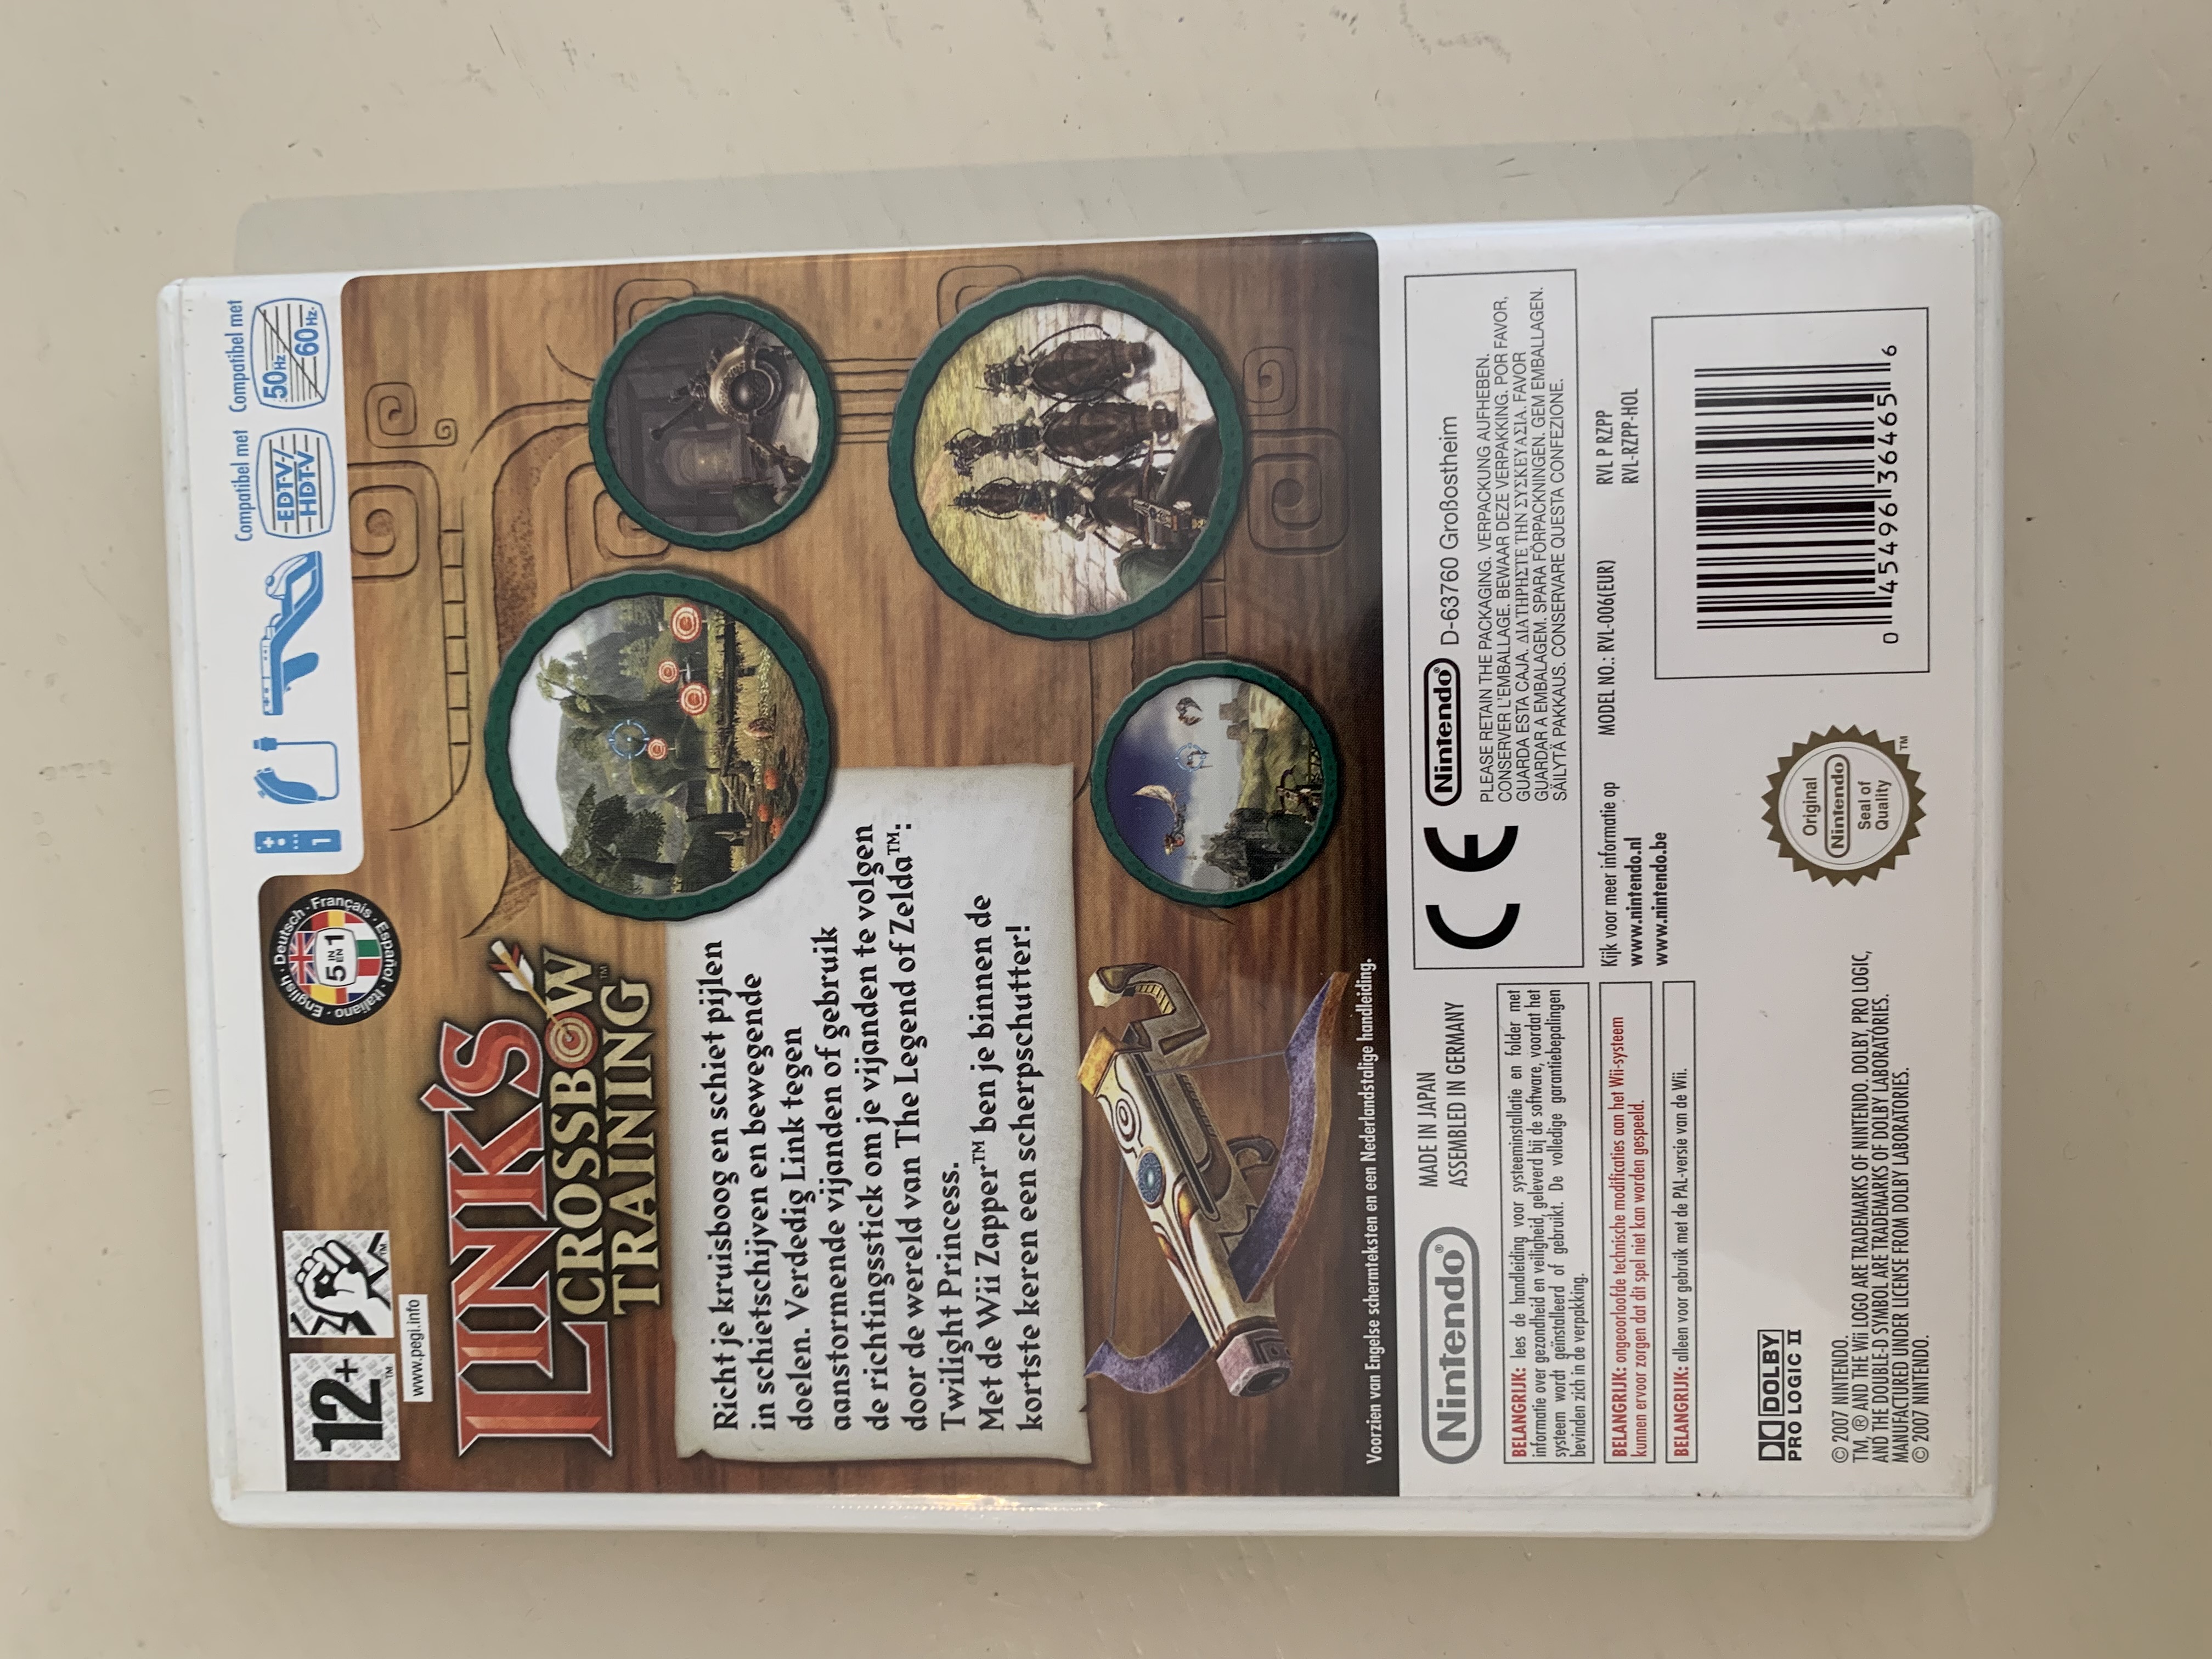 Compatibel met
Compatibel met
EDTV/
HDTV
50Hz
60Hz
1
12+
TM
TM
www.pegi.info
English · Deutsch · Français · Español · Italiano ·
5 IN EN 1
LINK'S
CROSSBOW
TRAINING™
Richt je kruisboog en schiet pijlen
in schietschijven en bewegende
doelen. Verdedig Link tegen
aanstormende vijanden of gebruik
de richtingsstick om je vijanden te volgen
door de wereld van The Legend of Zelda™:
Twilight Princess.
Met de Wii Zapper™ ben je binnen de
kortste keren een scherpschutter!
Voorzien van Engelse schermteksten en een Nederlandstalige handleiding.
Nintendo®
MADE IN JAPAN
ASSEMBLED IN GERMANY
CE
Nintendo®
D-63760 Großostheim
PLEASE RETAIN THE PACKAGING. VERPACKUNG AUFHEBEN.
CONSERVER L'EMBALLAGE. BEWAAR DEZE VERPAKKING. POR FAVOR,
GUARDA ESTA CAJA. ΔΙΑΤΗΡΗΣΤΕ ΤΗΝ ΣΥΣΚΕΥΑΣΙΑ. FAVOR
GUARDAR A EMBALAGEM. SPARA FÖRPACKNINGEN. GEM EMBALLAGEN.
SÄILYTÄ PAKKAUS. CONSERVARE QUESTA CONFEZIONE.
BELANGRIJK: lees de handleiding voor systeeminstallatie en folder met
informatie over gezondheid en veiligheid, geleverd bij de software, voordat het
systeem wordt geïnstalleerd of gebruikt. De volledige garantiebepalingen
bevinden zich in de verpakking.
BELANGRIJK: ongeoorloofde technische modificaties aan het Wii-systeem
kunnen ervoor zorgen dat dit spel niet kan worden gespeeld.
BELANGRIJK: alleen voor gebruik met de PAL-versie van de Wii.
Kijk voor meer informatie op
www.nintendo.nl
www.nintendo.be
MODEL NO.: RVL-006(EUR)
RVL P RZPP
RVL-RZPP-HOL
DOLBY
PRO LOGIC II
© 2007 NINTENDO.
TM, ® AND THE Wii LOGO ARE TRADEMARKS OF NINTENDO. DOLBY, PRO LOGIC,
AND THE DOUBLE-D SYMBOL ARE TRADEMARKS OF DOLBY LABORATORIES.
MANUFACTURED UNDER LICENSE FROM DOLBY LABORATORIES.
© 2007 NINTENDO.
Original
Nintendo
Seal of
Quality
TM
0 45496 36465 6